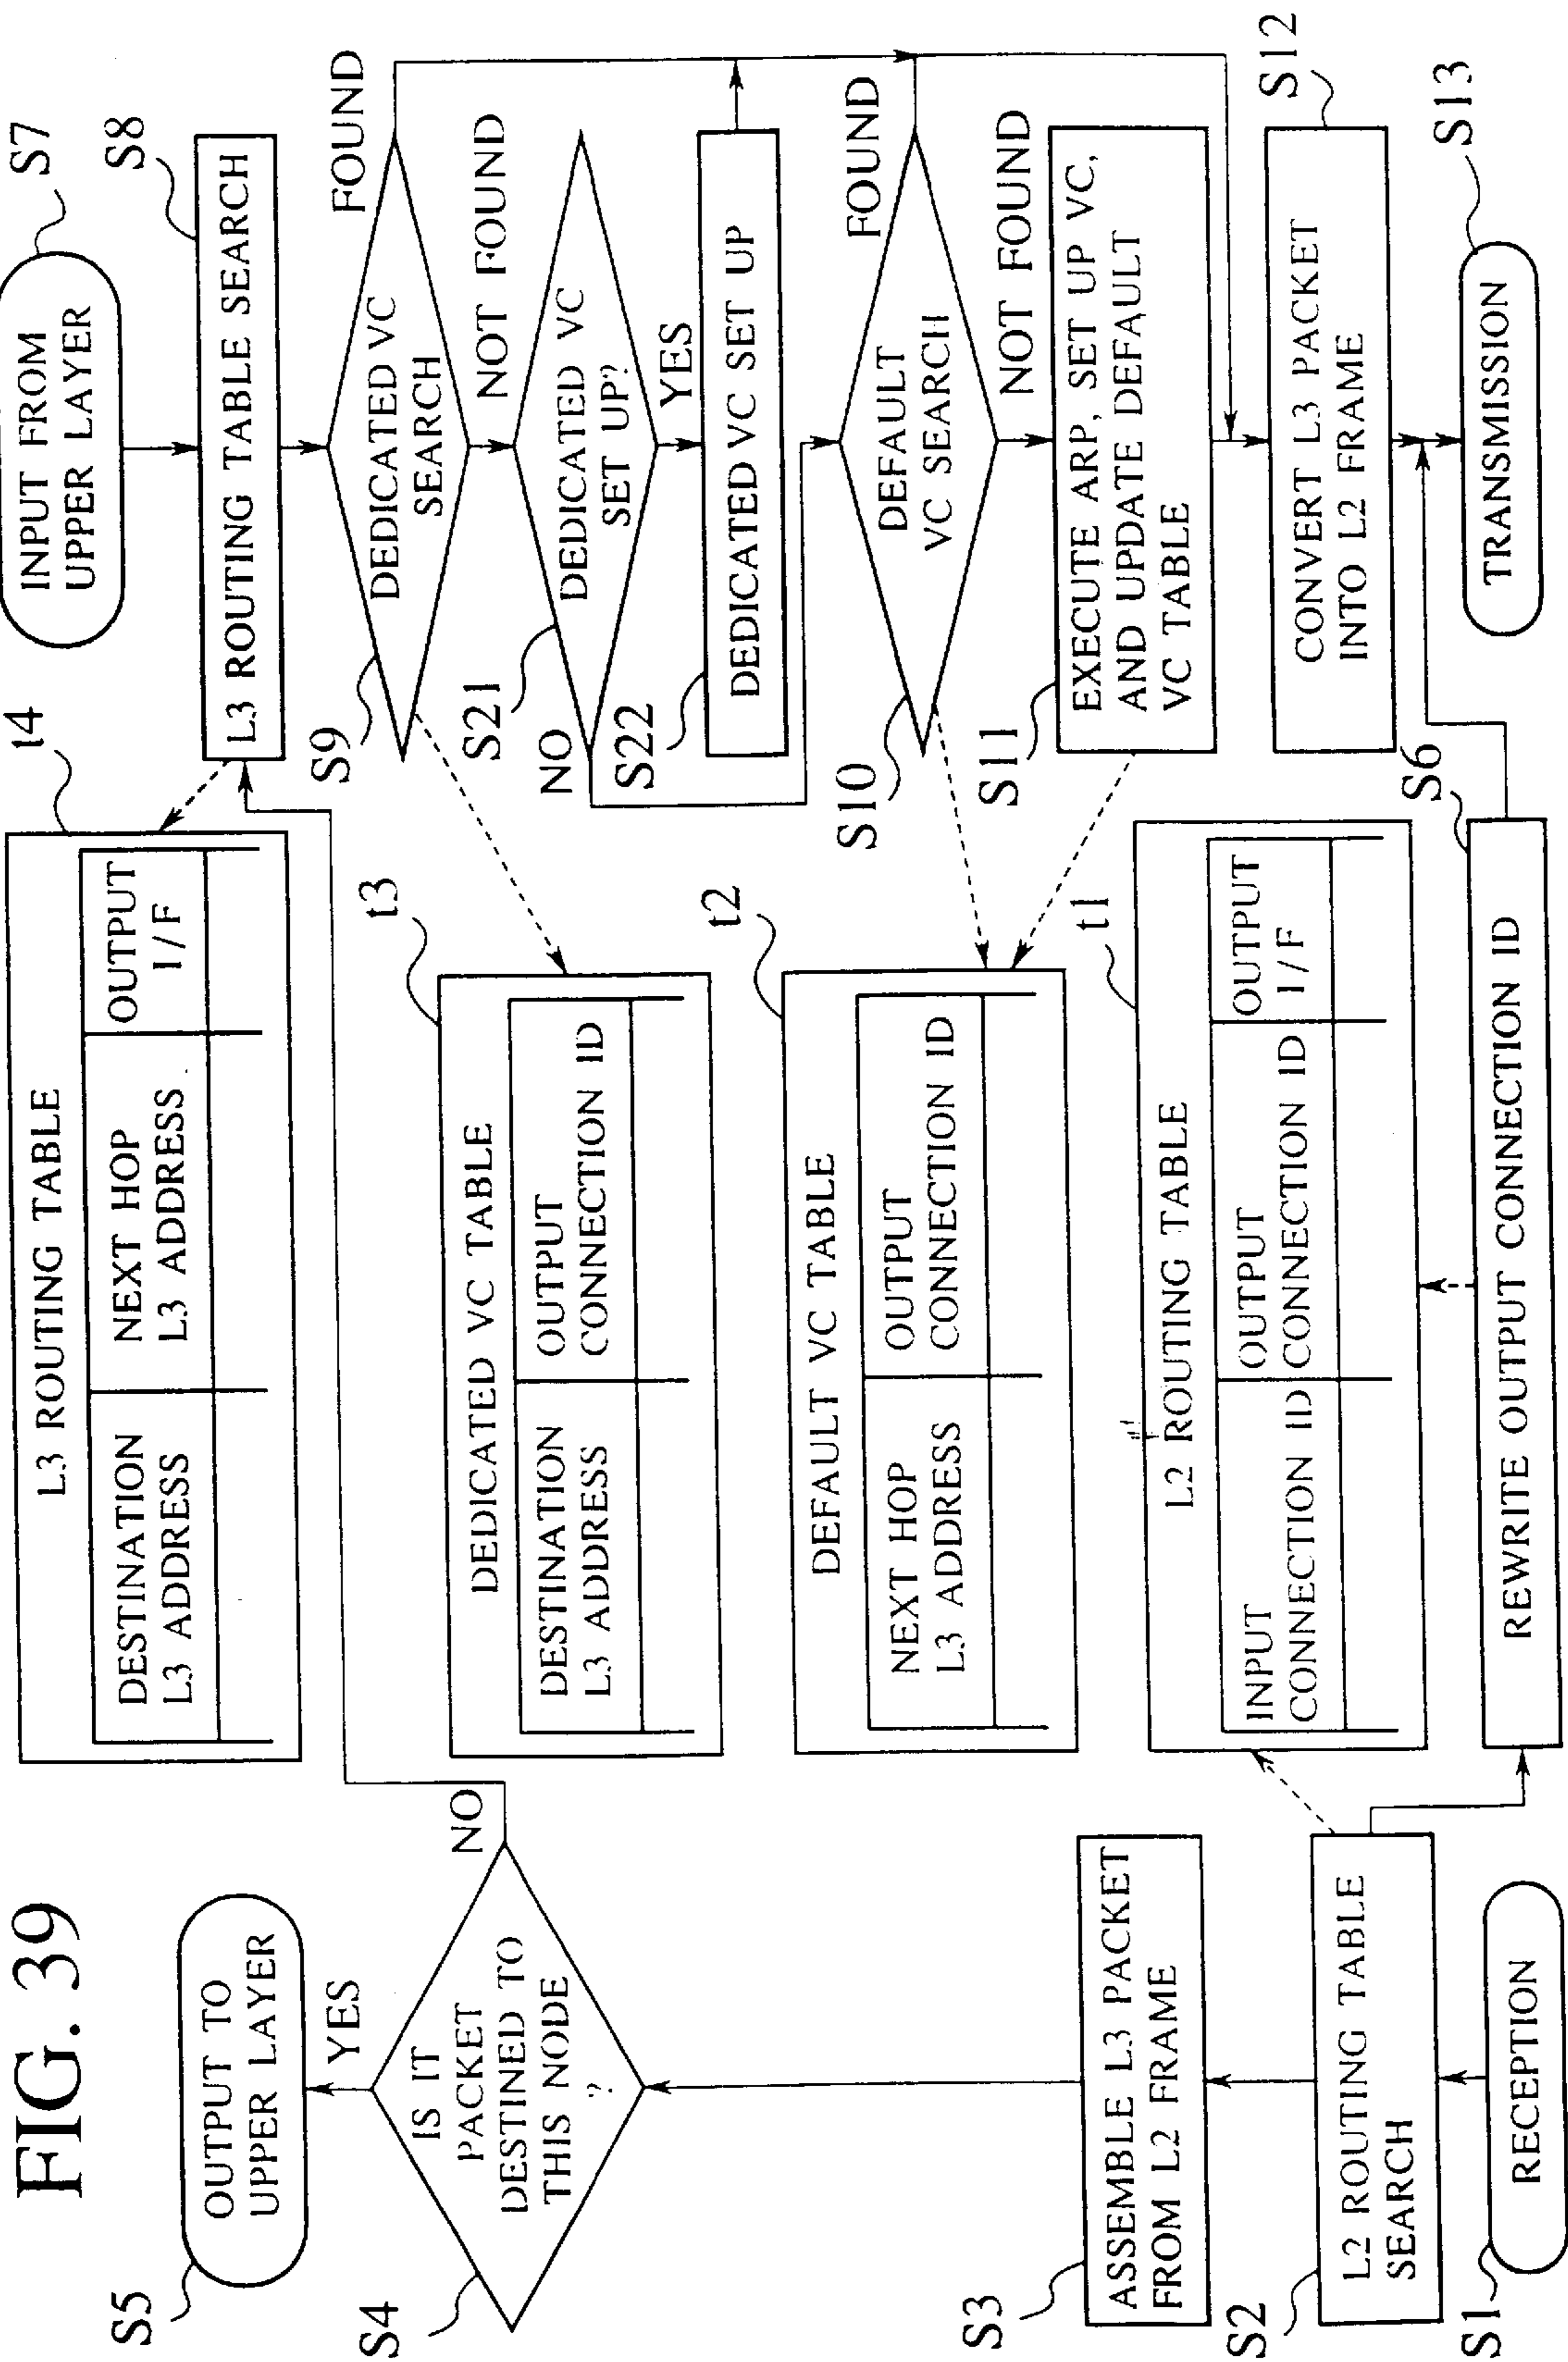 FIG. 39
S5
OUTPUT TO
UPPER LAYER
YES
S4
IS IT
PACKET
DESTINED TO
THIS NODE
?
NO
S3
ASSEMBLE L3 PACKET
FROM L2 FRAME
S2
L2 ROUTING TABLE
SEARCH
S1
RECEPTION
t4
L3 ROUTING TABLE
DESTINATION
L3 ADDRESS
NEXT HOP
L3 ADDRESS
OUTPUT
I/F
t3
DEDICATED VC TABLE
DESTINATION
L3 ADDRESS
OUTPUT
CONNECTION ID
t2
DEFAULT VC TABLE
NEXT HOP
L3 ADDRESS
OUTPUT
CONNECTION ID
t1
L2 ROUTING TABLE
INPUT
CONNECTION ID
OUTPUT
CONNECTION ID
OUTPUT
I/F
S6
REWRITE OUTPUT CONNECTION ID
INPUT FROM
UPPER LAYER
S7
S8
L3 ROUTING TABLE SEARCH
S9
DEDICATED VC
SEARCH
FOUND
NOT FOUND
S21
DEDICATED VC
SET UP?
NO
YES
S22
DEDICATED VC SET UP
S10
DEFAULT
VC SEARCH
FOUND
NOT FOUND
S11
EXECUTE ARP, SET UP VC,
AND UPDATE DEFAULT
VC TABLE
S12
CONVERT L3 PACKET
INTO L2 FRAME
S13
TRANSMISSION